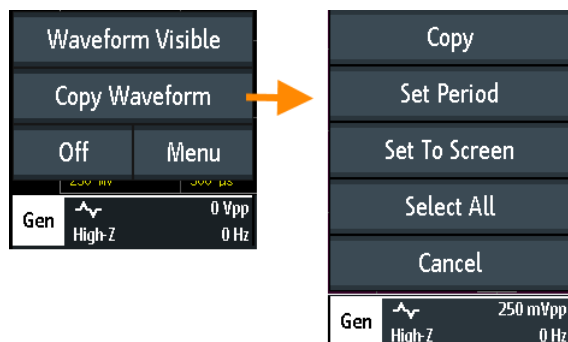 Waveform Visible
Copy Waveform
Off Menu
Gen 0 Vpp
High-Z 0 Hz
Copy
Set Period
Set To Screen
Select All
Cancel
Gen 250 mVpp
High-Z 0 Hz